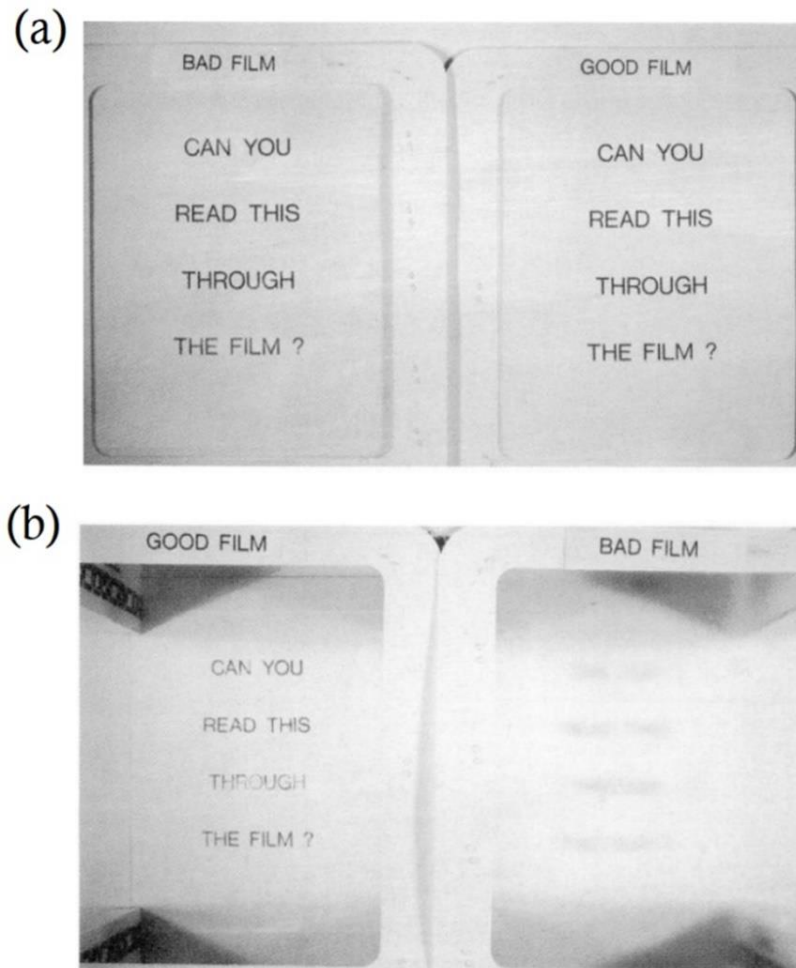 (a)
BAD FILM
GOOD FILM
CAN YOU
READ THIS
THROUGH
THE FILM ?
CAN YOU
READ THIS
THROUGH
THE FILM ?
(b)
GOOD FILM
BAD FILM
CAN YOU
READ THIS
THROUGH
THE FILM ?